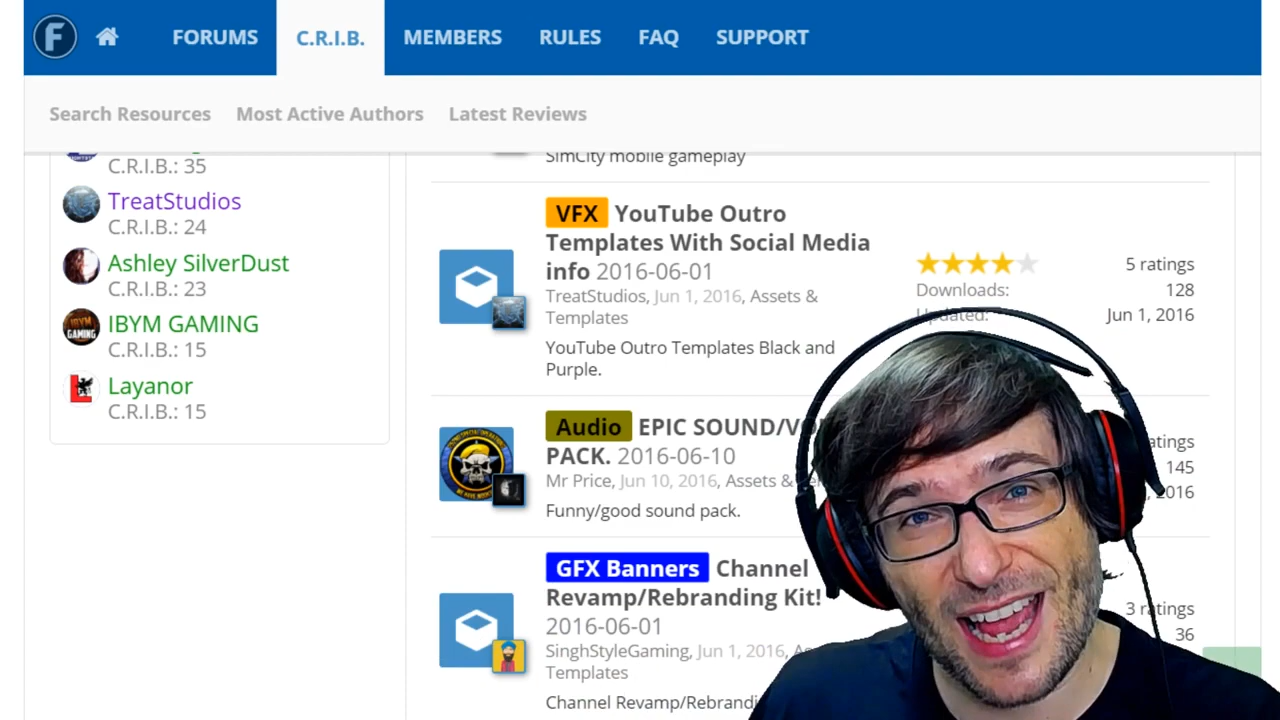 F
FORUMS C.R.I.B. MEMBERS RULES FAQ SUPPORT
Search Resources Most Active Authors Latest Reviews
C.R.I.B.: 35
TreatStudios
C.R.I.B.: 24
Ashley SilverDust
C.R.I.B.: 23
IBYM GAMING
C.R.I.B.: 15
Layanor
C.R.I.B.: 15
SimCity mobile gameplay
VFX YouTube Outro
Templates With Social Media
info 2016-06-01
TreatStudios, Jun 1, 2016, Assets &
Templates
YouTube Outro Templates Black and
Purple.
5 ratings
Downloads: 128
Updated: Jun 1, 2016
Audio EPIC SOUND/
PACK. 2016-06-10
Mr Price, Jun 10, 2016, Assets &
Funny/good sound pack.
145
2016
GFX Banners Channel
Revamp/Rebranding Kit!
2016-06-01
SinghStyleGaming, Jun 1, 2016,
Templates
Channel
3 ratings
36